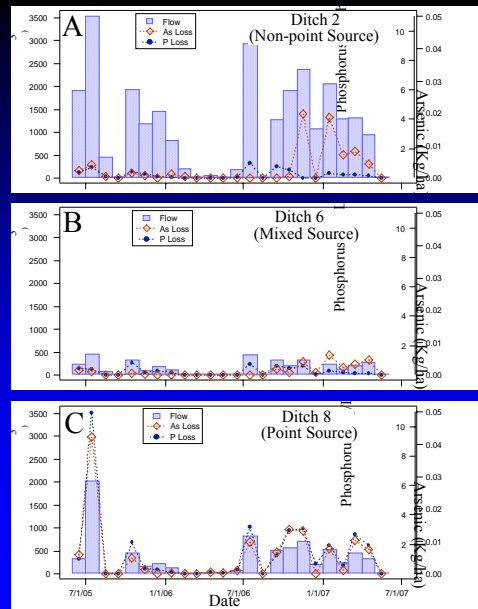 A
Ditch 2
(Non-point Source)
Flow
As Loss
P Loss
3500
3000
2500
2000
1500
1000
500
0
10
8
6
4
2
0
0.05
0.04
0.03
0.02
0.01
0.00
Phosphorus
Arsenic (Kg/ha)
B
Ditch 6
(Mixed Source)
Flow
As Loss
P Loss
3500
3000
2500
2000
1500
1000
500
0
10
8
6
4
2
0
0.05
0.04
0.03
0.02
0.01
0.00
Phosphorus
Arsenic (Kg/ha)
C
Ditch 8
(Point Source)
Flow
As Loss
P Loss
3500
3000
2500
2000
1500
1000
500
0
10
8
6
4
2
0
0.05
0.04
0.03
0.02
0.01
0.00
Phosphoru
Arsenic (Kg/ha)
7/1/05 1/1/06 7/1/06 1/1/07 7/1/07
Date